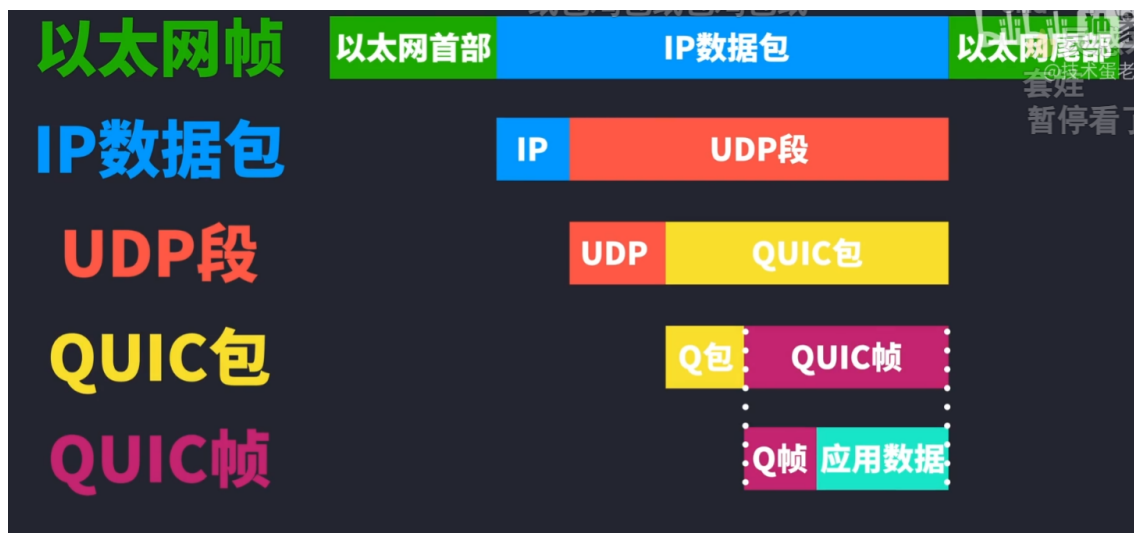 以太网帧 以太网首部 IP数据包 以太网尾部
@技术蛋老
套娃
暂停看了
IP数据包 IP UDP段
UDP段 UDP QUIC包
QUIC包 Q包 QUIC帧
QUIC帧 Q帧 应用数据